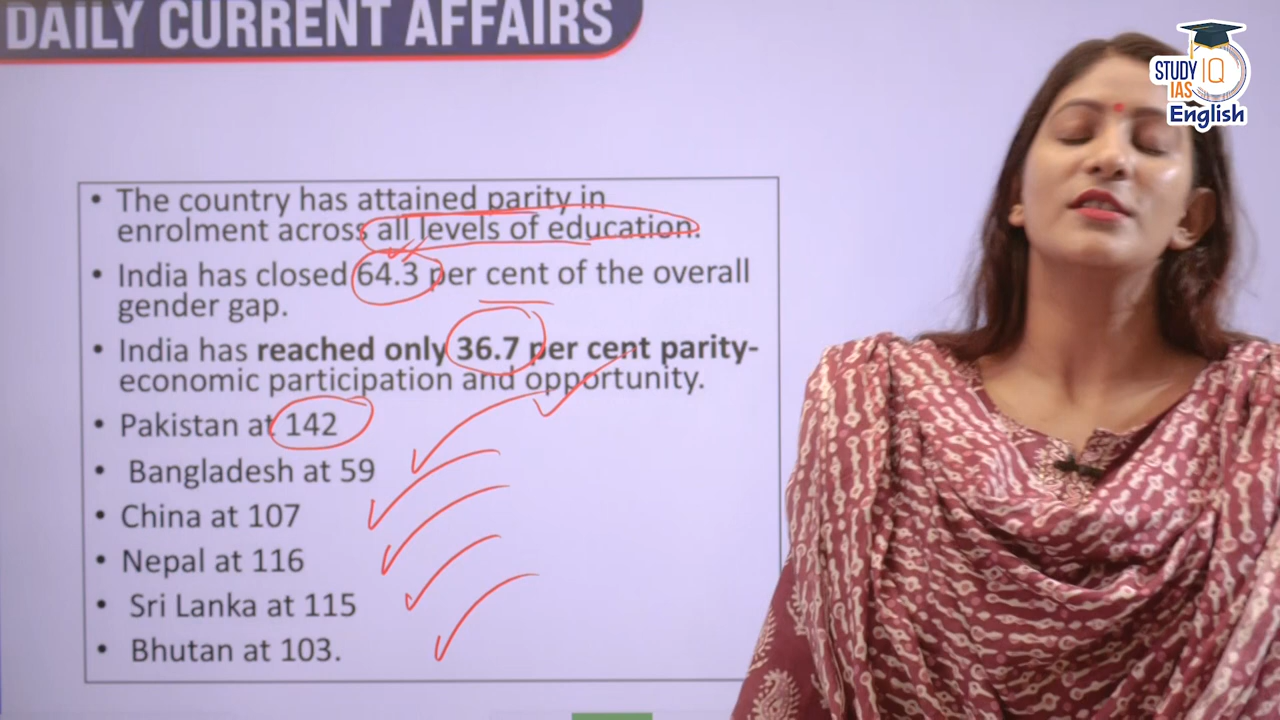 DAILY CURRENT AFFAIRS
STUDY IQ
IAS
English
• The country has attained parity in
enrolment across all levels of education.
• India has closed 64.3 per cent of the overall
gender gap.
• India has reached only 36.7 per cent parity-
economic participation and opportunity.
• Pakistan at 142
• Bangladesh at 59
• China at 107
• Nepal at 116
• Sri Lanka at 115
• Bhutan at 103.